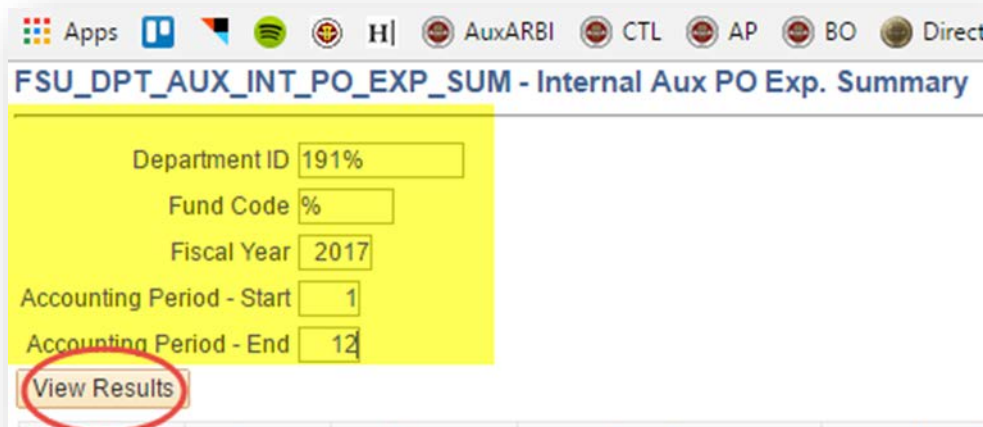 Apps H| AuxARBI CTL AP BO Direct
FSU_DPT_AUX_INT_PO_EXP_SUM - Internal Aux PO Exp. Summary
Department ID 191%
Fund Code %
Fiscal Year 2017
Accounting Period - Start 1
Accounting Period - End 12
View Results